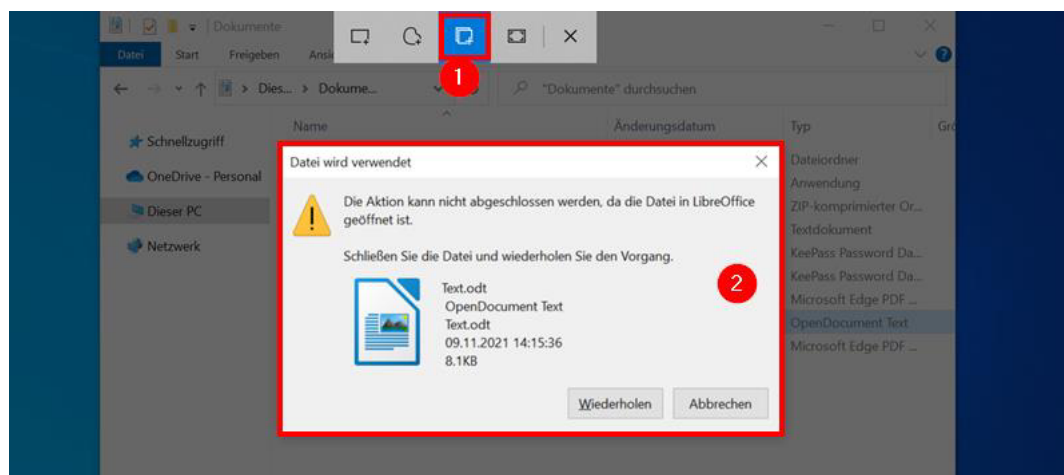 Dokumente
Datei Start Freigeben Ansi
Dies... > Dokume...
"Dokumente" durchsuchen
Name Änderungsdatum Typ Grö
Schnellzugriff
OneDrive - Personal
Dieser PC
Netzwerk
1
Datei wird verwendet
Die Aktion kann nicht abgeschlossen werden, da die Datei in LibreOffice
geöffnet ist.
Schließen Sie die Datei und wiederholen Sie den Vorgang.
2
Text.odt
OpenDocument Text
Text.odt
09.11.2021 14:15:36
8.1KB
Wiederholen Abbrechen
Dateiordner
Anwendung
ZIP-komprimierter Or...
Textdokument
KeePass Password Da...
KeePass Password Da...
Microsoft Edge PDF ...
OpenDocument Text
Microsoft Edge PDF ...